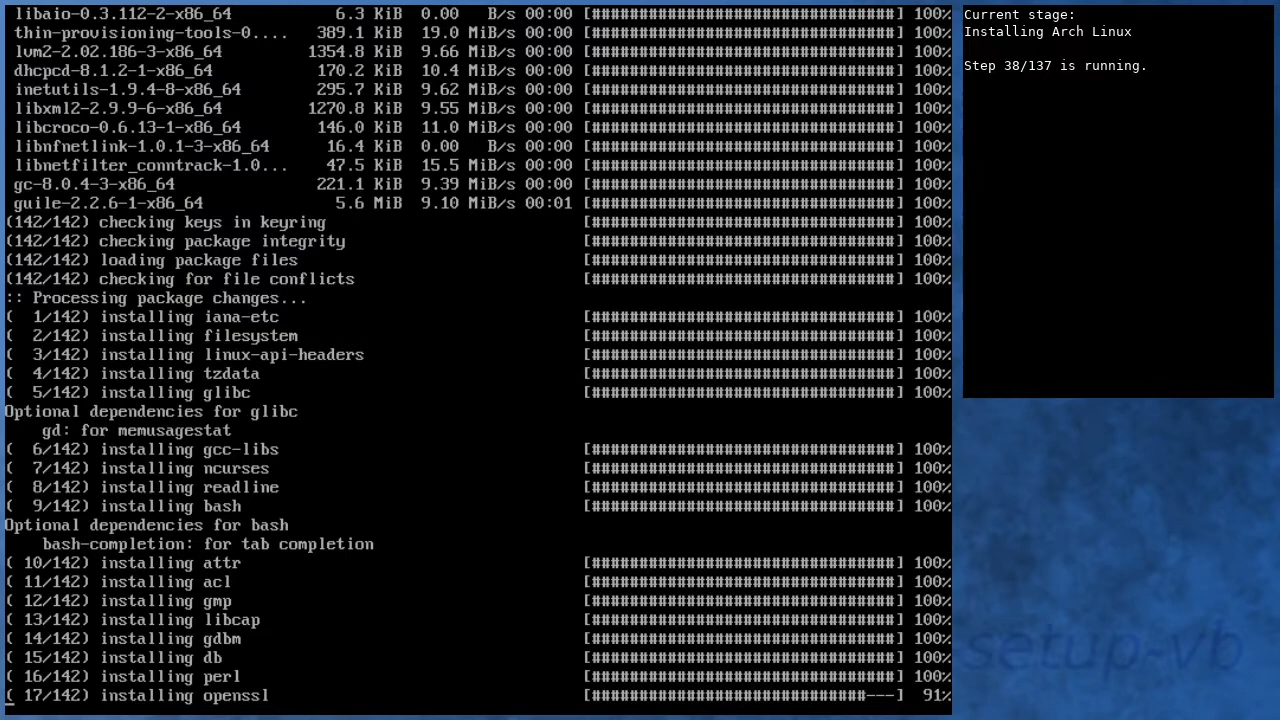 libaio-0.3.112-2-x86_64 6.3 KiB 0.00 B/s 00:00 [################################] 100%
thin-provisioning-tools-0.... 389.1 KiB 19.0 MiB/s 00:00 [################################] 100%
lvm2-2.02.186-3-x86_64 1354.8 KiB 9.66 MiB/s 00:00 [################################] 100%
dhcpcd-8.1.2-1-x86_64 170.2 KiB 10.4 MiB/s 00:00 [################################] 100%
inetutils-1.9.4-8-x86_64 295.7 KiB 9.62 MiB/s 00:00 [################################] 100%
libxml2-2.9.9-6-x86_64 1270.8 KiB 9.55 MiB/s 00:00 [################################] 100%
libcroco-0.6.13-1-x86_64 146.0 KiB 11.0 MiB/s 00:00 [################################] 100%
libnfnetlink-1.0.1-3-x86_64 16.4 KiB 0.00 B/s 00:00 [################################] 100%
libnetfilter_conntrack-1.0... 47.5 KiB 15.5 MiB/s 00:00 [################################] 100%
gc-8.0.4-3-x86_64 221.1 KiB 9.39 MiB/s 00:00 [################################] 100%
guile-2.2.6-1-x86_64 5.6 MiB 9.10 MiB/s 00:01 [################################] 100%
(142/142) checking keys in keyring [################################] 100%
(142/142) checking package integrity [################################] 100%
(142/142) loading package files [################################] 100%
(142/142) checking for file conflicts [################################] 100%
:: Processing package changes...
( 1/142) installing iana-etc [################################] 100%
( 2/142) installing filesystem [################################] 100%
( 3/142) installing linux-api-headers [################################] 100%
( 4/142) installing tzdata [################################] 100%
( 5/142) installing glibc [################################] 100%
Optional dependencies for glibc
gd: for memusagestat
( 6/142) installing gcc-libs [################################] 100%
( 7/142) installing ncurses [################################] 100%
( 8/142) installing readline [################################] 100%
( 9/142) installing bash [################################] 100%
Optional dependencies for bash
bash-completion: for tab completion
( 10/142) installing attr [################################] 100%
( 11/142) installing acl [################################] 100%
( 12/142) installing gmp [################################] 100%
( 13/142) installing libcap [################################] 100%
( 14/142) installing gdbm [################################] 100%
( 15/142) installing db [################################] 100%
( 16/142) installing perl [################################] 100%
( 17/142) installing openssl [#############################---] 91%
Current stage:
Installing Arch Linux
Step 38/137 is running.
setup-vb